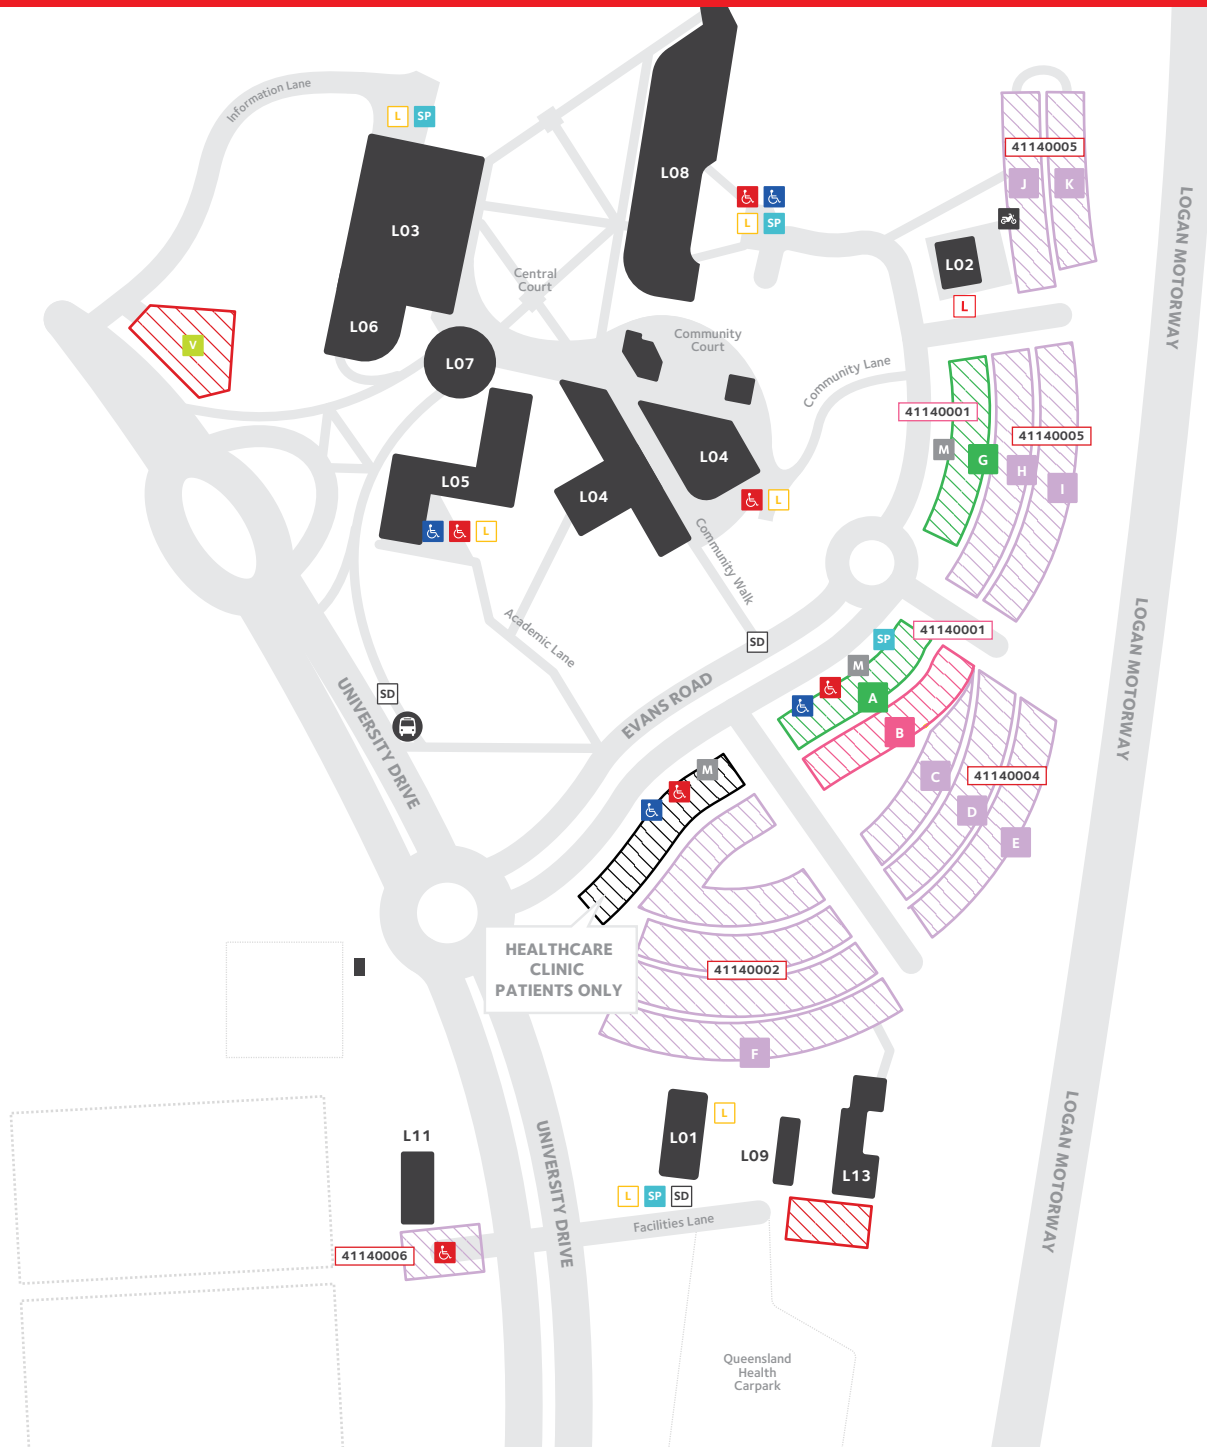 Information Lane
L SP
L03
L06
L07
L08
L SP
Central
Court
Community
Court
Community Lane
41140005
J K
L02
L
LOGAN MOTORWAY
V
L05
L
L04
L04
L
41140001
M
G
41140005
H
I
Community Walk
Academic Lane
SD
SD
UNIVERSITY DRIVE
EVANS ROAD
LOGAN MOTORWAY
41140001
SP
M
A
B
C
41140004
D
E
M
HEALTHCARE
CLINIC
PATIENTS ONLY
41140002
F
L11
41140006
UNIVERSITY DRIVE
L01
L
L09
L13
L SP SD
Facilities Lane
LOGAN MOTORWAY
Queensland
Health
Carpark